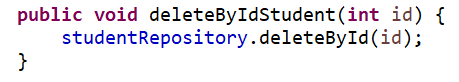 public void deleteByIdStudent(int id) {
    studentRepository.deleteById(id);
}